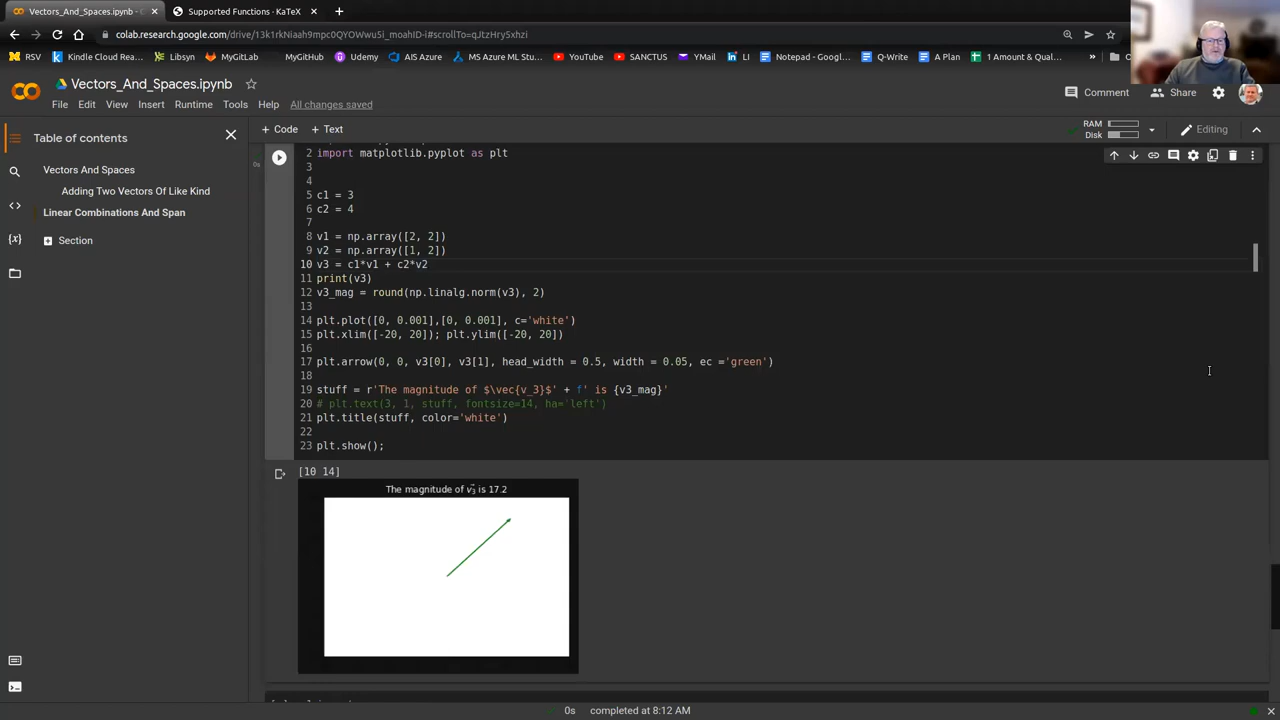 Vectors_And_Spaces.ipynb - 
Supported Functions - KaTeX
colab.research.google.com/drive/13k1rkNiaah9mpc0QYOWwu5i_moahlD-i#scrollTo=qJtzHry5xhzi
RSV
Kindle Cloud Rea...
Libsyn
MyGitLab
MyGitHub
Udemy
AIS Azure
MS Azure ML Stu...
YouTube
SANCTUS
YMail
LI
Notepad - Googl...
Q-Write
A Plan
1 Amount & Qual...
Vectors_And_Spaces.ipynb
Comment
Share
File Edit View Insert Runtime Tools Help All changes saved
Table of contents
+ Code + Text
RAM
Disk
Editing
Vectors And Spaces
Adding Two Vectors Of Like Kind
Linear Combinations And Span
Section
0s
2 import matplotlib.pyplot as plt
3
4
5 c1 = 3
6 c2 = 4
7
8 v1 = np.array([2, 2])
9 v2 = np.array([1, 2])
10 v3 = c1*v1 + c2*v2
11 print(v3)
12 v3_mag = round(np.linalg.norm(v3), 2)
13
14 plt.plot([0, 0.001],[0, 0.001], c='white')
15 plt.xlim([-20, 20]); plt.ylim([-20, 20])
16
17 plt.arrow(0, 0, v3[0], v3[1], head_width = 0.5, width = 0.05, ec ='green')
18
19 stuff = r'The magnitude of $\vec{v_3}$' + f' is {v3_mag}'
20 # plt.text(3, 1, stuff, fontsize=14, ha='left')
21 plt.title(stuff, color='white')
22
23 plt.show();
[10 14]
The magnitude of v⃗₃ is 17.2
0s completed at 8:12 AM